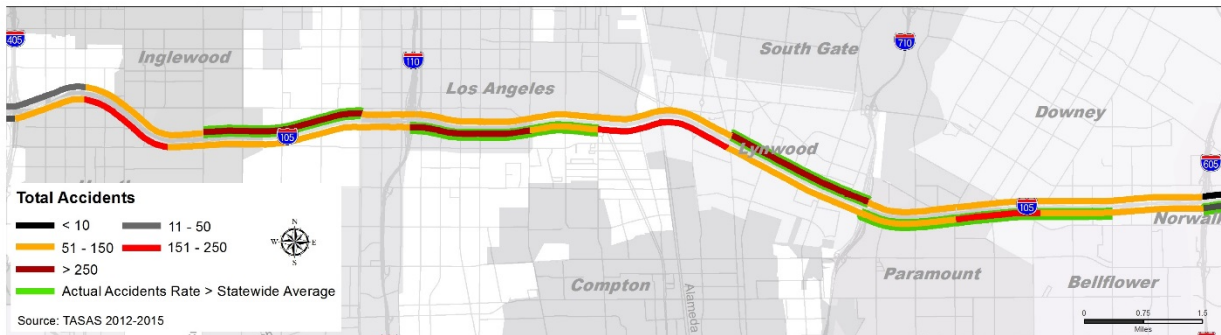 405
Inglewood
110
Los Angeles
South Gate
710
Downey
105
Lynwood
605
105
Norwalk
Total Accidents
< 10
11 - 50
51 - 150
151 - 250
> 250
Actual Accidents Rate > Statewide Average
Source: TASAS 2012-2015
N
W
E
S
Compton
Alameda
Paramount
Bellflower
0
0.75
1.5
Miles